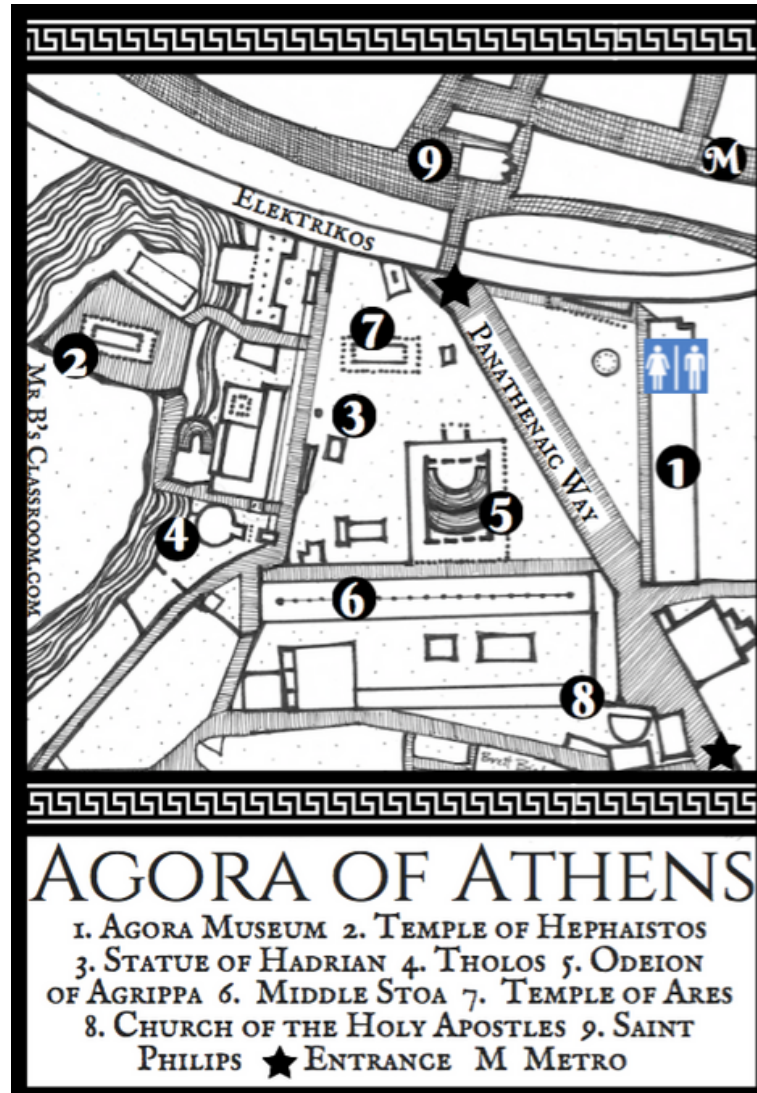 9
M
Elektrikos
2
7
Panathenaic Way
3
1
5
4
6
8
Mr B's Classroom.com
Agora of Athens
1. Agora Museum 2. Temple of Hephaistos
3. Statue of Hadrian 4. Tholos 5. Odeion
of Agrippa 6. Middle Stoa 7. Temple of Ares
8. Church of the Holy Apostles 9. Saint
Philips ★ Entrance M Metro